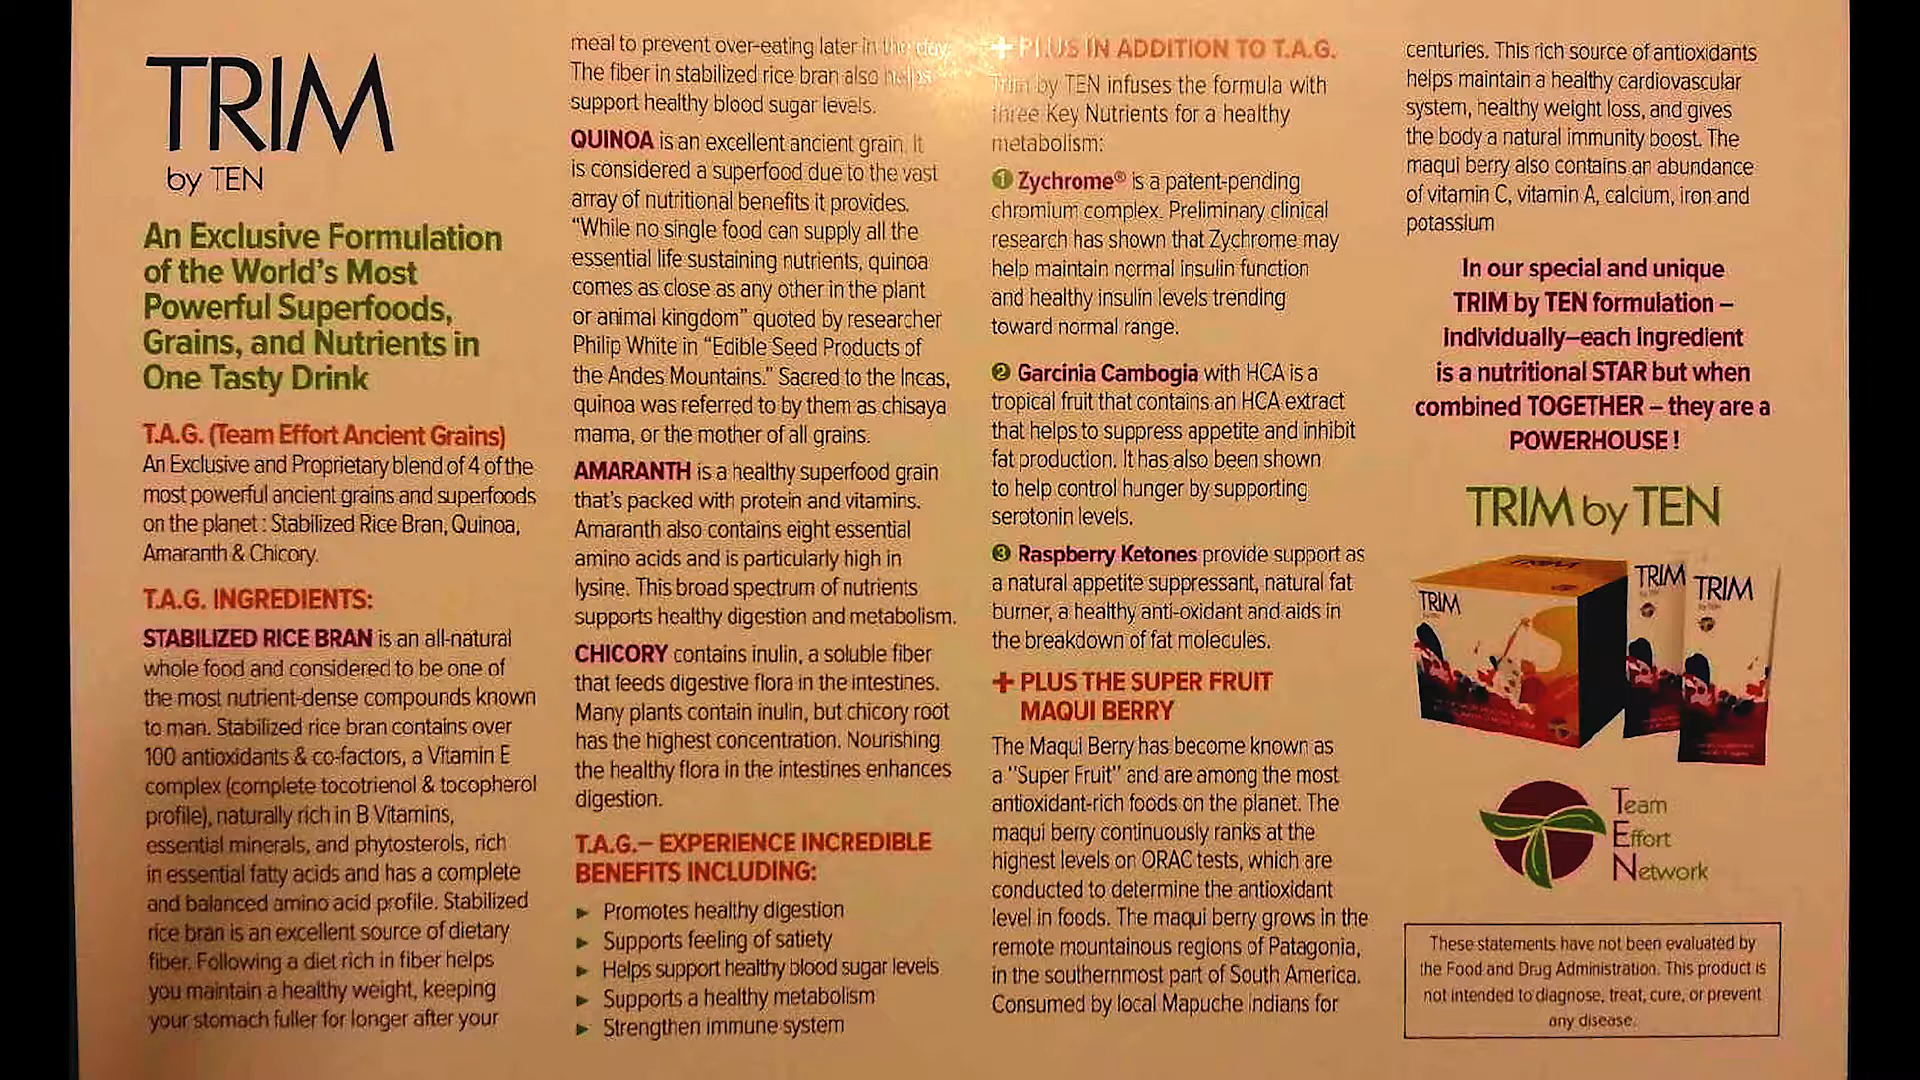 TRIM
by TEN
An Exclusive Formulation
of the World's Most
Powerful Superfoods,
Grains, and Nutrients in
One Tasty Drink
T.A.G. (Team Effort Ancient Grains)
An Exclusive and Proprietary blend of 4 of the
most powerful ancient grains and superfoods
on the planet : Stabilized Rice Bran, Quinoa,
Amaranth & Chicory.
T.A.G. INGREDIENTS:
STABILIZED RICE BRAN is an all-natural
whole food and considered to be one of
the most nutrient-dense compounds known
to man. Stabilized rice bran contains over
100 antioxidants & co-factors, a Vitamin E
complex (complete tocotrienol & tocopherol
profile), naturally rich in B Vitamins,
essential minerals, and phytosterols, rich
in essential fatty acids and has a complete
and balanced amino acid profile. Stabilized
rice bran is an excellent source of dietary
fiber. Following a diet rich in fiber helps
you maintain a healthy weight, keeping
your stomach fuller for longer after your
meal to prevent over-eating later in the day.
The fiber in stabilized rice bran also helps
support healthy blood sugar levels.
QUINOA is an excellent ancient grain. It
is considered a superfood due to the vast
array of nutritional benefits it provides.
"While no single food can supply all the
essential life sustaining nutrients, quinoa
comes as close as any other in the plant
or animal kingdom" quoted by researcher
Philip White in "Edible Seed Products of
the Andes Mountains." Sacred to the Incas,
quinoa was referred to by them as chisaya
mama, or the mother of all grains.
AMARANTH is a healthy superfood grain
that's packed with protein and vitamins.
Amaranth also contains eight essential
amino acids and is particularly high in
lysine. This broad spectrum of nutrients
supports healthy digestion and metabolism.
CHICORY contains inulin, a soluble fiber
that feeds digestive flora in the intestines.
Many plants contain inulin, but chicory root
has the highest concentration. Nourishing
the healthy flora in the intestines enhances
digestion.
T.A.G.– EXPERIENCE INCREDIBLE
BENEFITS INCLUDING:
► Promotes healthy digestion
► Supports feeling of satiety
► Helps support healthy blood sugar levels
► Supports a healthy metabolism
► Strengthen immune system
+ PLUS IN ADDITION TO T.A.G.
Trim by TEN infuses the formula with
three Key Nutrients for a healthy
metabolism:
❶ Zychrome® is a patent-pending
chromium complex. Preliminary clinical
research has shown that Zychrome may
help maintain normal insulin function
and healthy insulin levels trending
toward normal range.
❷ Garcinia Cambogia with HCA is a
tropical fruit that contains an HCA extract
that helps to suppress appetite and inhibit
fat production. It has also been shown
to help control hunger by supporting
serotonin levels.
❸ Raspberry Ketones provide support as
a natural appetite suppressant, natural fat
burner, a healthy anti-oxidant and aids in
the breakdown of fat molecules.
+ PLUS THE SUPER FRUIT
MAQUI BERRY
The Maqui Berry has become known as
a "Super Fruit" and are among the most
antioxidant-rich foods on the planet. The
maqui berry continuously ranks at the
highest levels on ORAC tests, which are
conducted to determine the antioxidant
level in foods. The maqui berry grows in the
remote mountainous regions of Patagonia,
in the southernmost part of South America.
Consumed by local Mapuche Indians for
centuries. This rich source of antioxidants
helps maintain a healthy cardiovascular
system, healthy weight loss, and gives
the body a natural immunity boost. The
maqui berry also contains an abundance
of vitamin C, vitamin A, calcium, iron and
potassium
In our special and unique
TRIM by TEN formulation –
individually–each ingredient
is a nutritional STAR but when
combined TOGETHER – they are a
POWERHOUSE !
TRIM by TEN
TRIM
TRIM
TRIM
TRIM
Team
Effort
Network
These statements have not been evaluated by
the Food and Drug Administration. This product is
not intended to diagnose, treat, cure, or prevent
any disease.